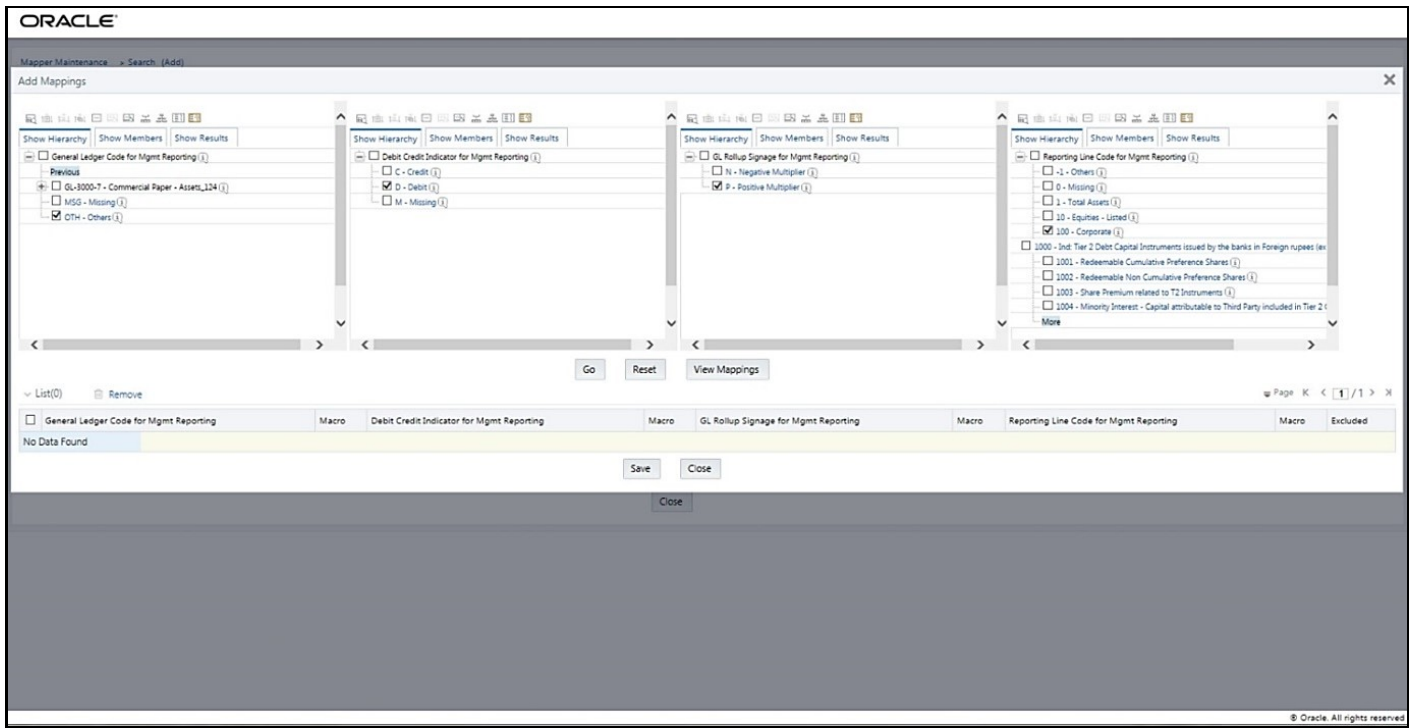 ORACLE
Mapper Maintenance » Search (Add)
Add Mappings
Show Hierarchy Show Members Show Results
General Ledger Code for Mgmt Reporting
Previous
GL-3000-7 - Commercial Paper - Assets_124
MSG - Missing
OTH - Others
Show Hierarchy Show Members Show Results
Debit Credit Indicator for Mgmt Reporting
C - Credit
D - Debit
M - Missing
Show Hierarchy Show Members Show Results
GL Rollup Signage for Mgmt Reporting
N - Negative Multiplier
P - Positive Multiplier
Show Hierarchy Show Members Show Results
Reporting Line Code for Mgmt Reporting
-1 - Others
0 - Missing
1 - Total Assets
10 - Equities - Listed
100 - Corporate
1000 - Ind: Tier 2 Debt Capital Instruments issued by the banks in Foreign rupees (ex
1001 - Redeemable Cumulative Preference Shares
1002 - Redeemable Non Cumulative Preference Shares
1003 - Share Premium related to T2 Instruments
1004 - Minority Interest - Capital attributable to Third Party included in Tier 2
More
Go Reset View Mappings
List(0) Remove Page 1 / 1
General Ledger Code for Mgmt Reporting Macro Debit Credit Indicator for Mgmt Reporting Macro GL Rollup Signage for Mgmt Reporting Macro Reporting Line Code for Mgmt Reporting Macro Excluded
No Data Found
Save Close
Close
© Oracle. All rights reserved